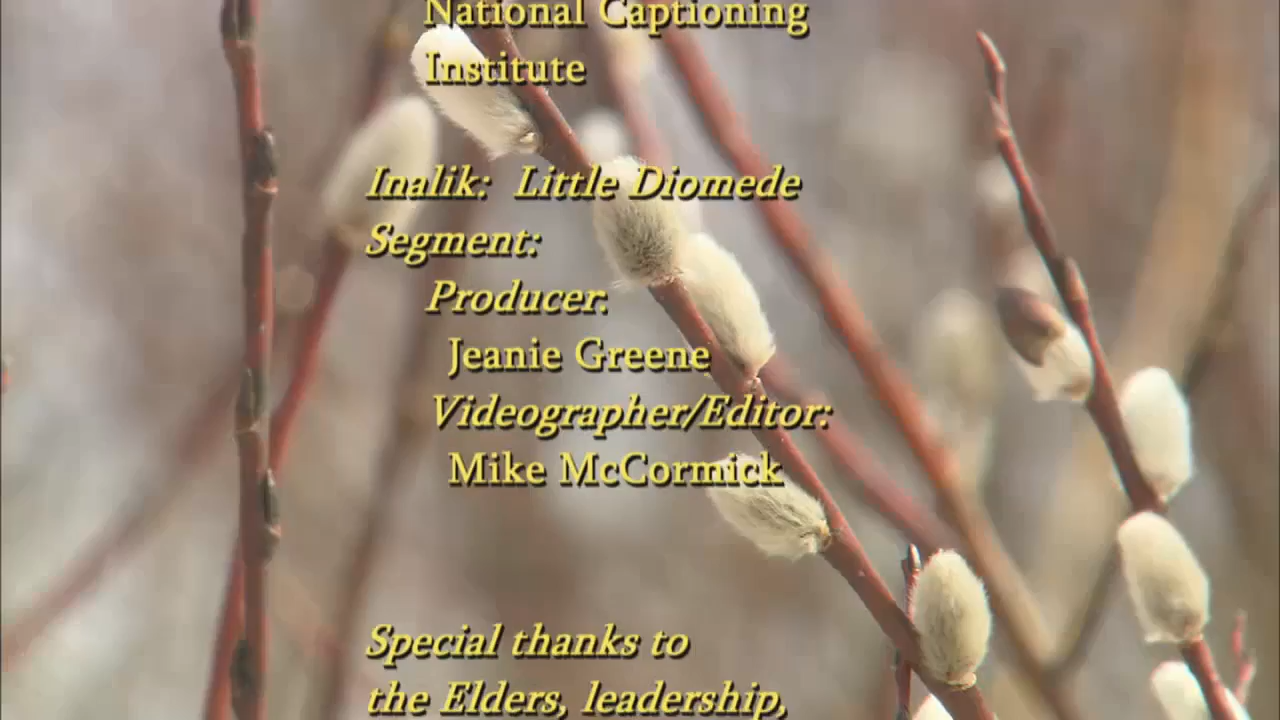 National Captioning
Institute
Inalik: Little Diomede
Segment:
Producer:
Jeanie Greene
Videographer/Editor:
Mike McCormick
Special thanks to
the Elders, leadership,